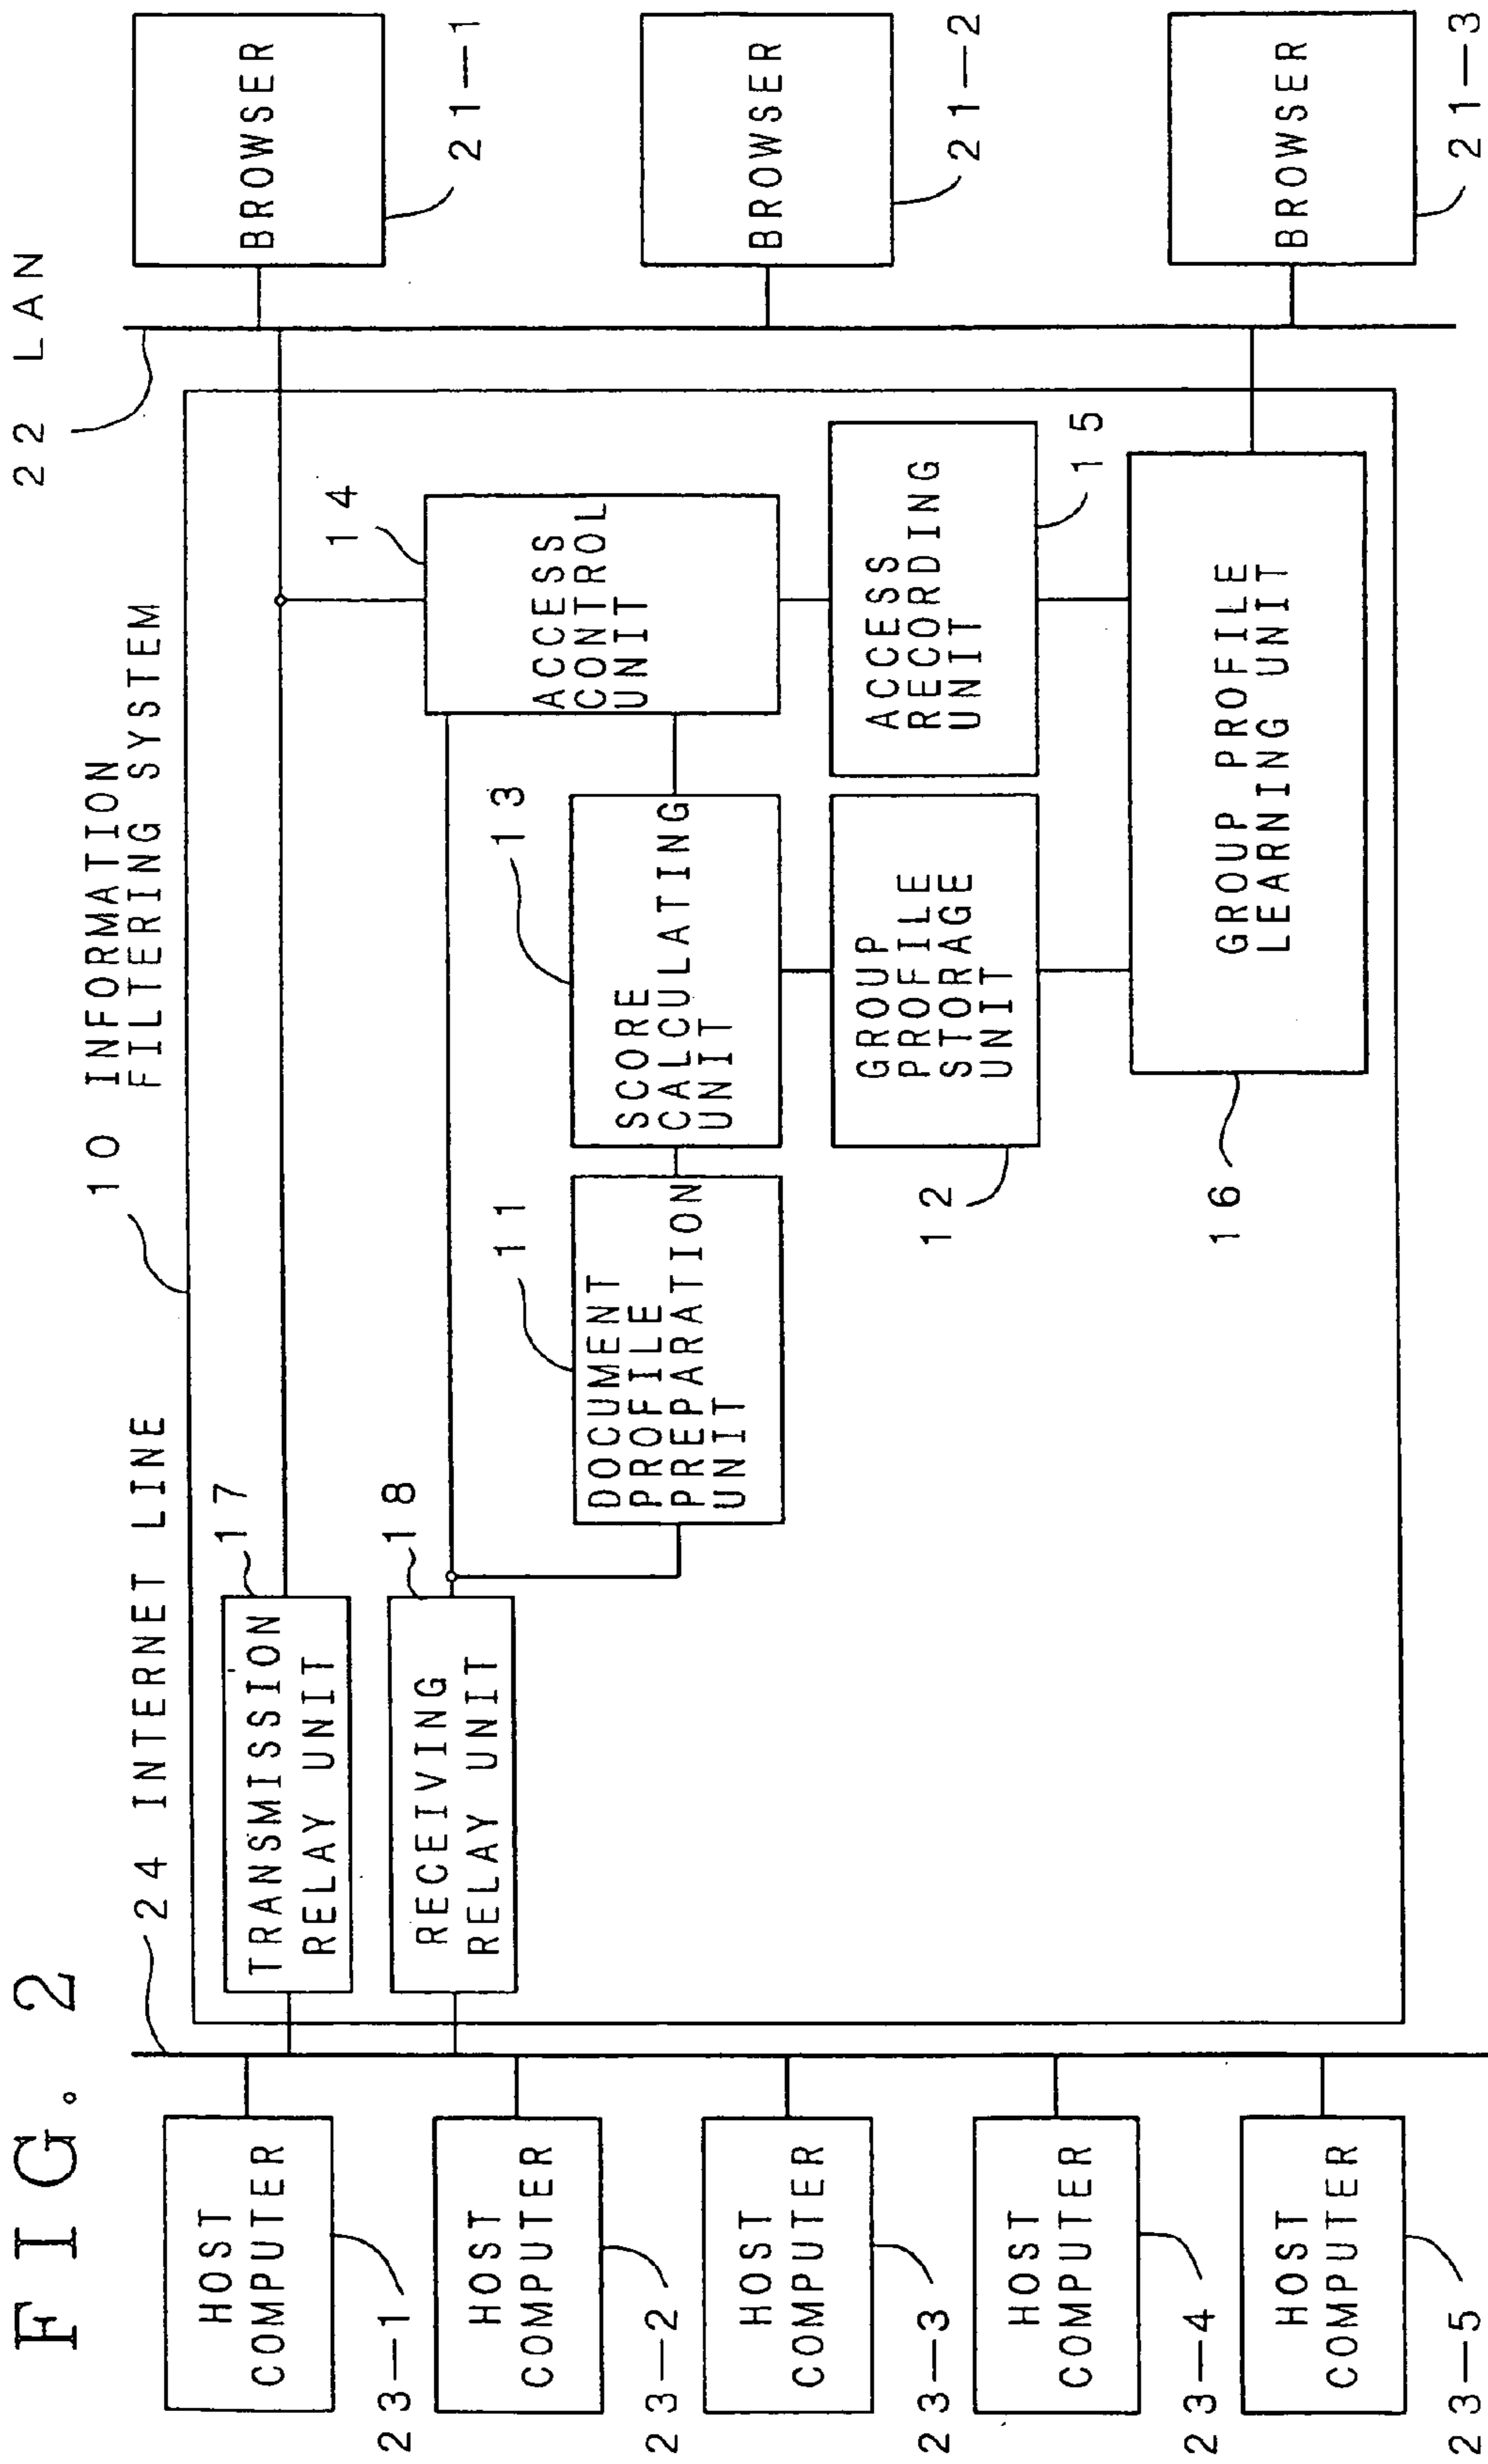 FIG. 2
24 INTERNET LINE
10 INFORMATION
FILTERING SYSTEM
22 LAN
HOST
COMPUTER
23-1
HOST
COMPUTER
23-2
HOST
COMPUTER
23-3
HOST
COMPUTER
23-4
HOST
COMPUTER
23-5
TRANSMISSION
RELAY UNIT
17
RECEIVING
RELAY UNIT
18
DOCUMENT
PROFILE
PREPARATION
UNIT
11
SCORE
CALCULATING
UNIT
13
ACCESS
CONTROL
UNIT
14
GROUP
PROFILE
STORAGE
UNIT
12
ACCESS
RECORDING
UNIT
15
GROUP PROFILE
LEARNING UNIT
16
BROWSER
21-1
BROWSER
21-2
BROWSER
21-3